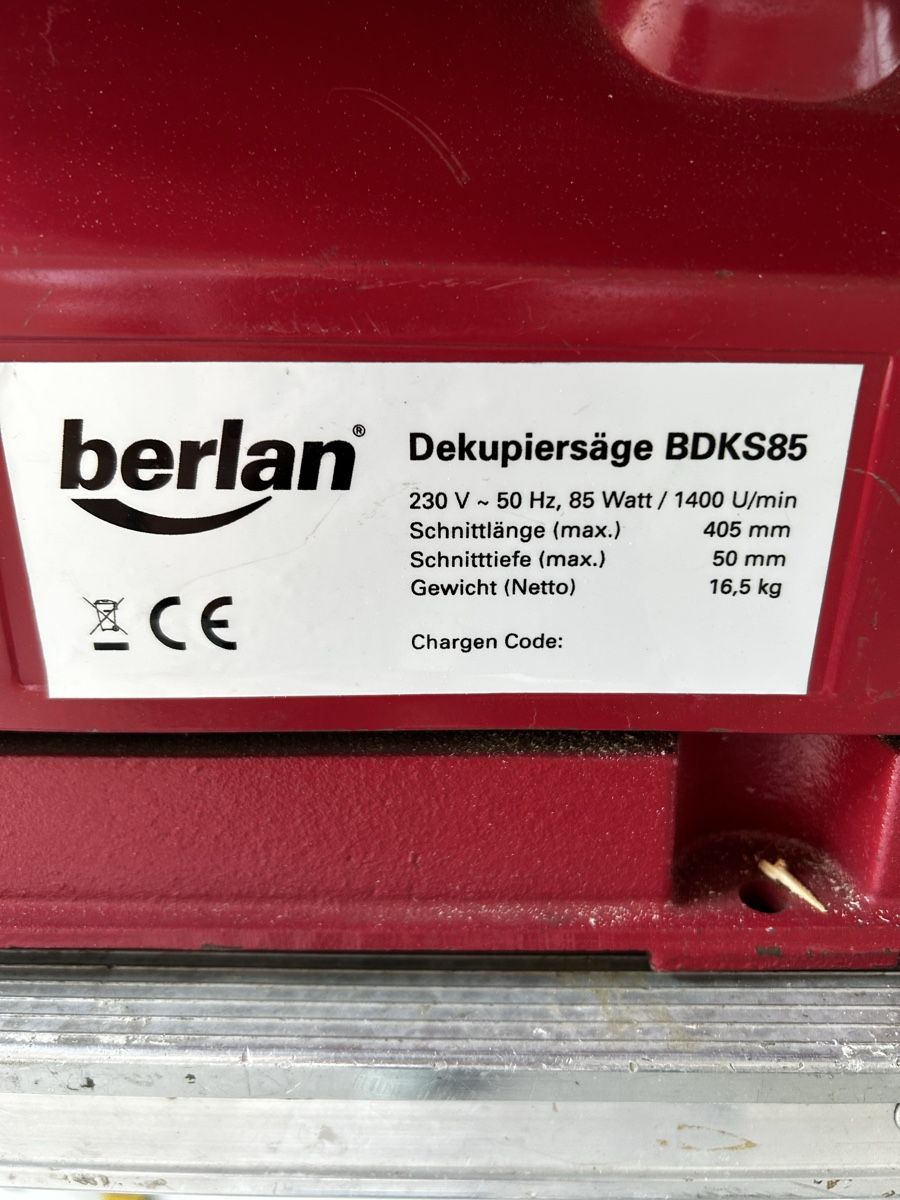 berlan®
Dekupiersäge BDKS85
230 V ~ 50 Hz, 85 Watt / 1400 U/min
Schnittlänge (max.) 405 mm
Schnitttiefe (max.) 50 mm
Gewicht (Netto) 16,5 kg
CE
Chargen Code: